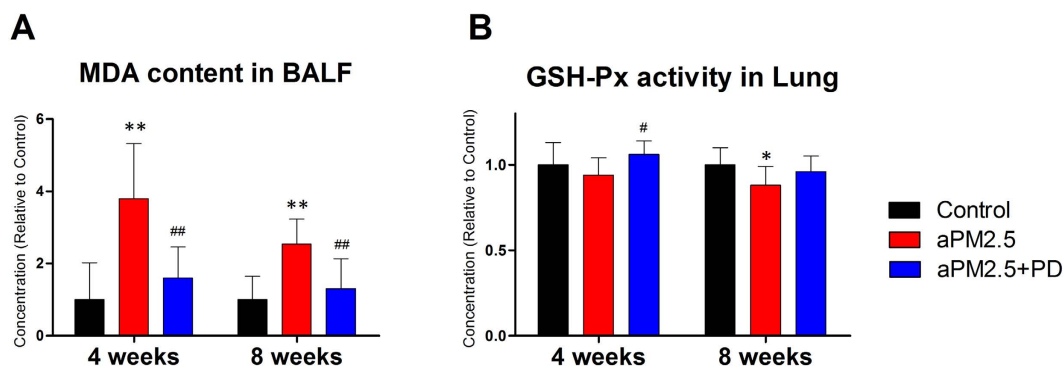 A
MDA content in BALF
Concentration (Relative to Control)
6
4
2
0
**
##
**
##
4 weeks
8 weeks
B
GSH-Px activity in Lung
Concentration (Relative to Control)
1.0
0.5
0.0
#
*
4 weeks
8 weeks
Control
aPM2.5
aPM2.5+PD